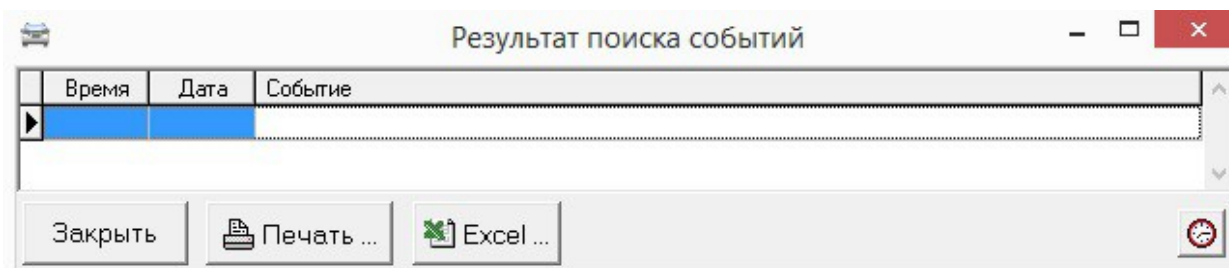 Результат поиска событий
Время Дата Событие
Закрыть Печать ... Excel ...